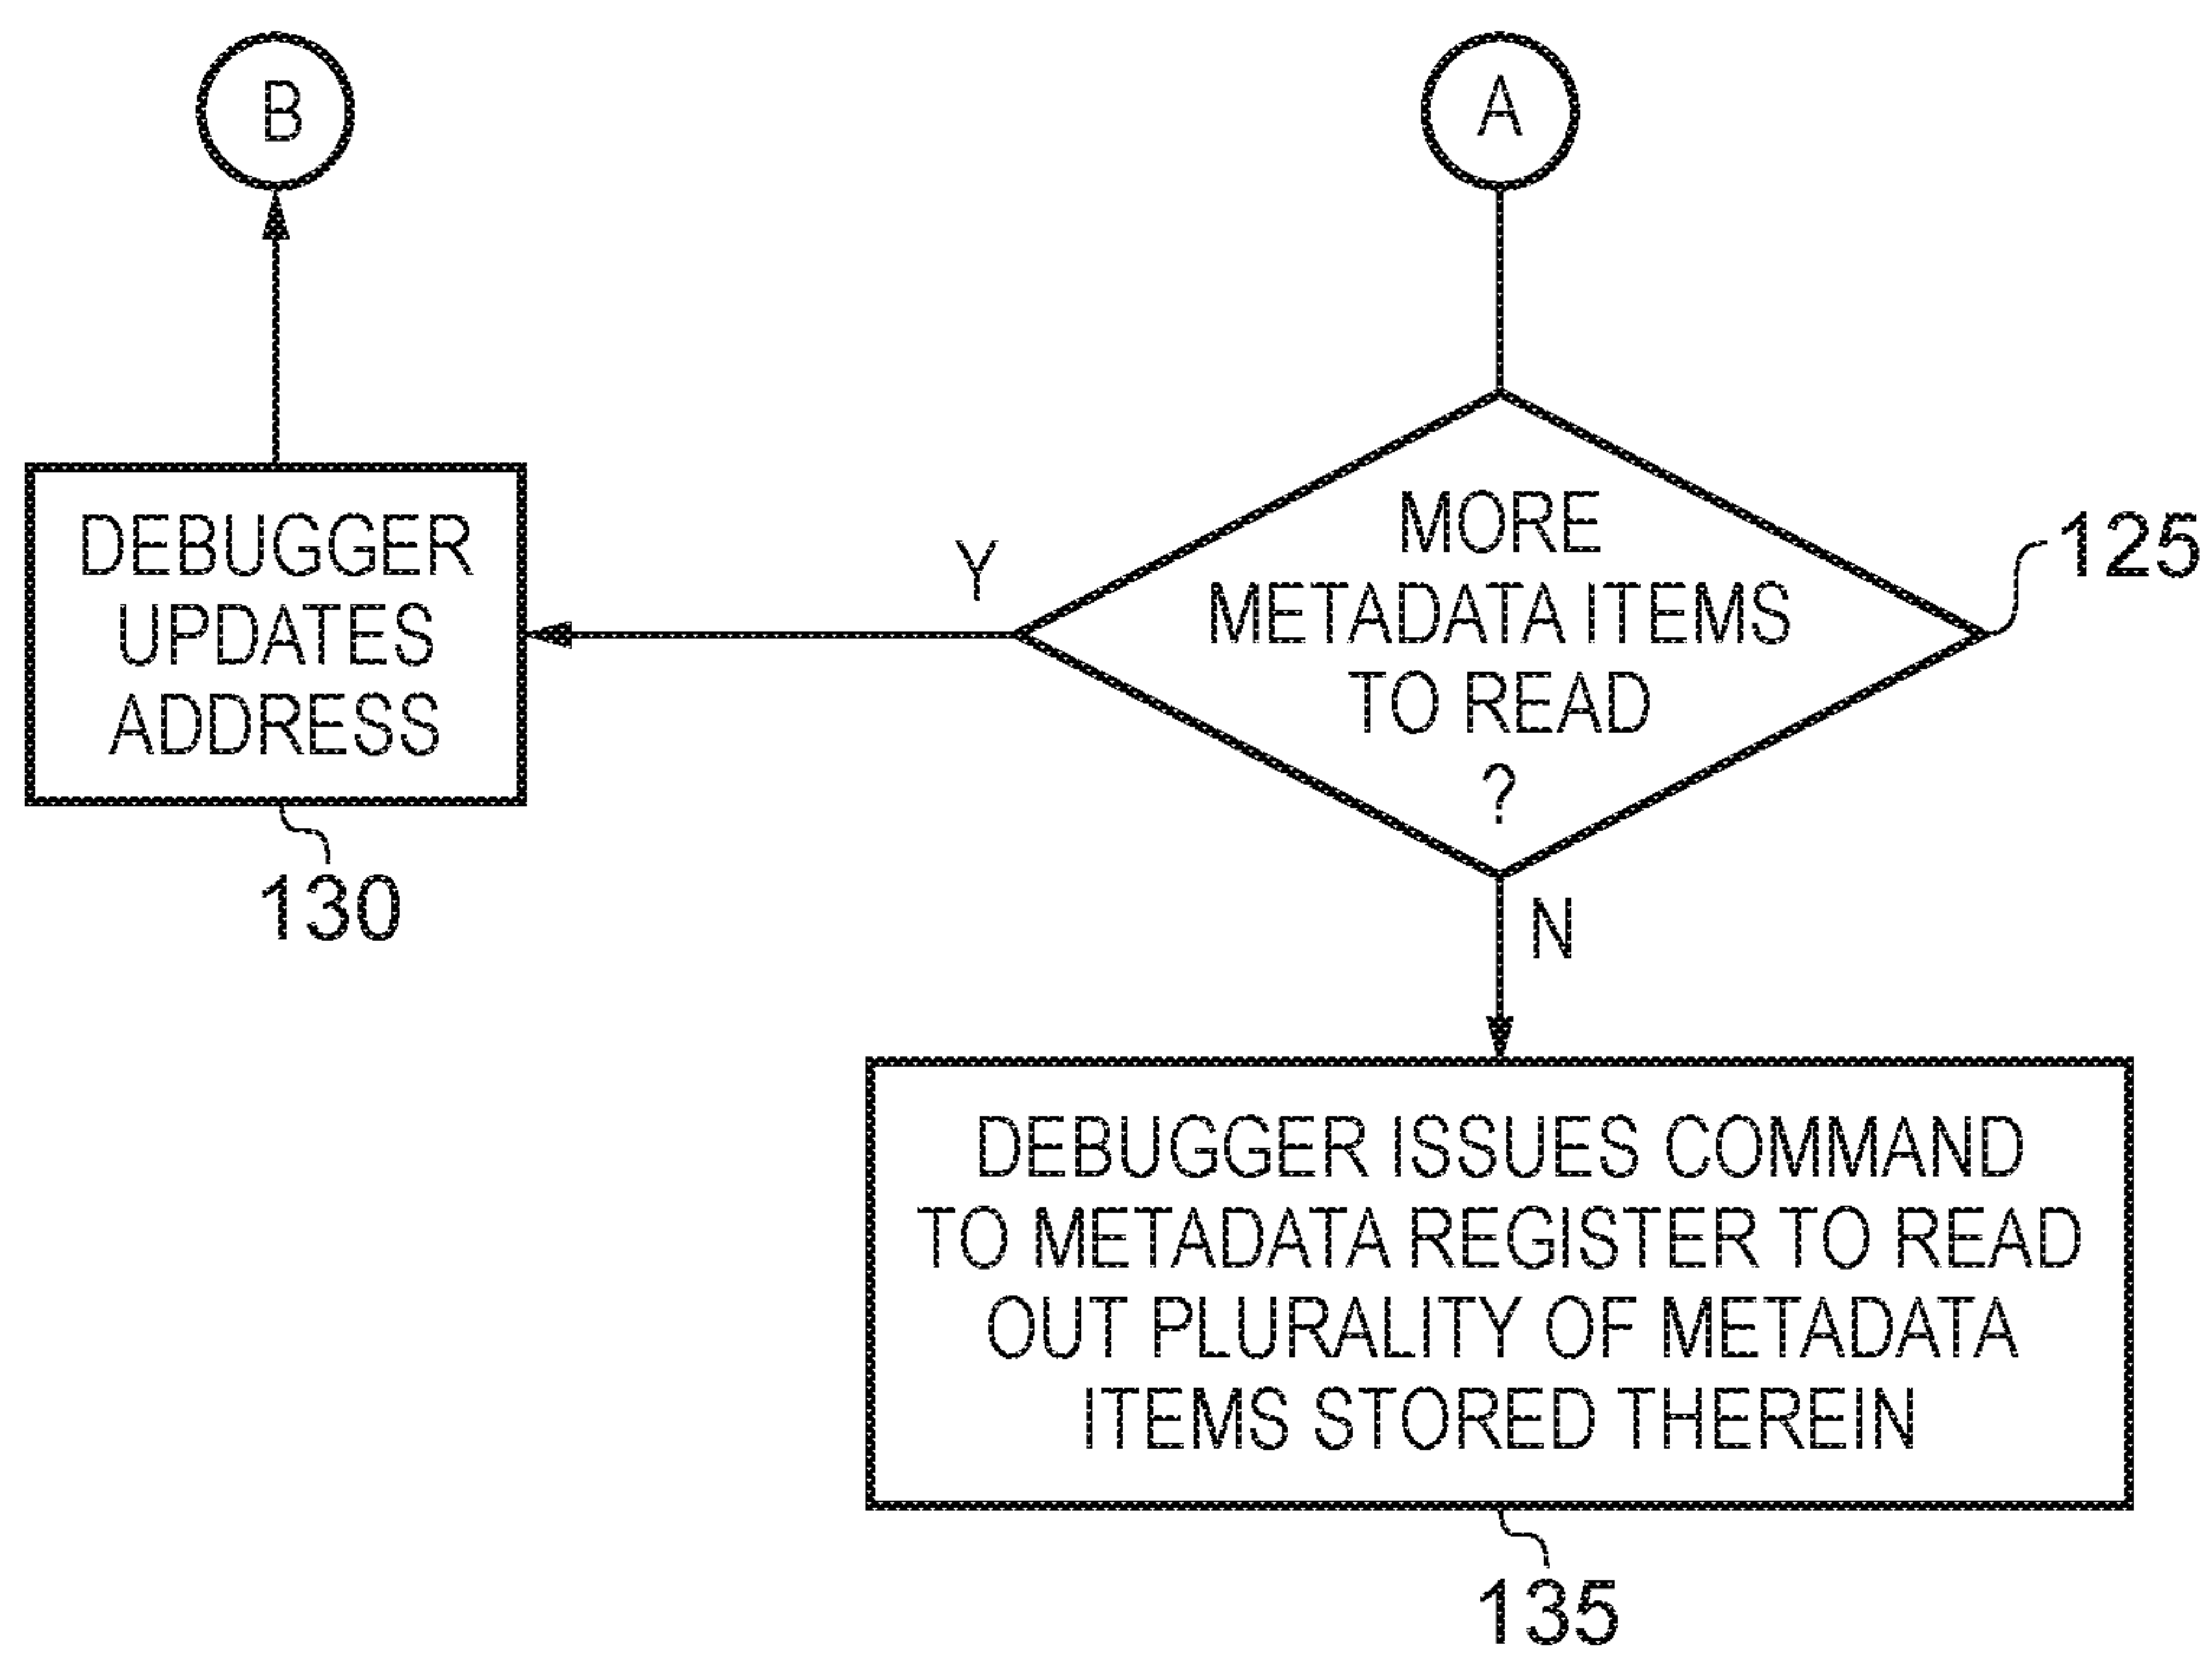 B
A
MORE
METADATA ITEMS
TO READ
?
125
Y
DEBUGGER
UPDATES
ADDRESS
130
N
DEBUGGER ISSUES COMMAND
TO METADATA REGISTER TO READ
OUT PLURALITY OF METADATA
ITEMS STORED THEREIN
135